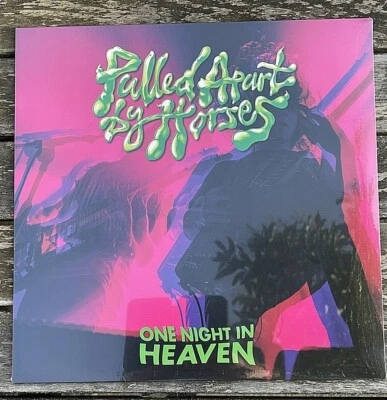 Pulled Apart
By Horses
ONE NIGHT IN
HEAVEN